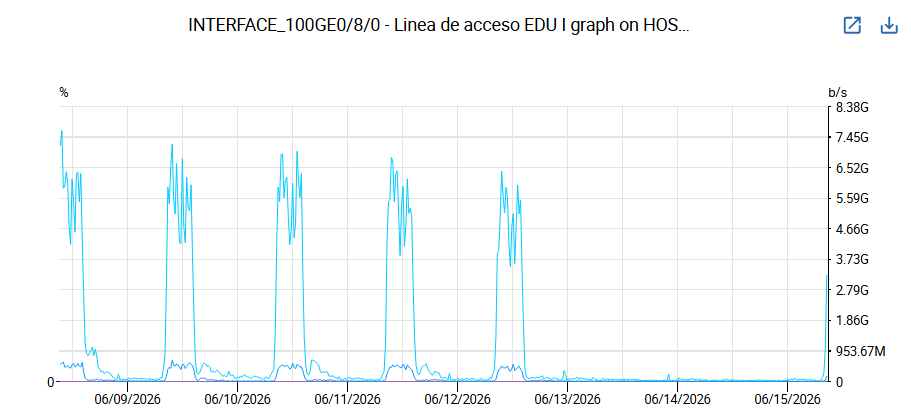 INTERFACE_100GE0/8/0 - Linea de acceso EDU I graph on HOS...
% b/s
8.38G
7.45G
6.52G
5.59G
4.66G
3.73G
2.79G
1.86G
953.67M
0 0
06/09/2026 06/10/2026 06/11/2026 06/12/2026 06/13/2026 06/14/2026 06/15/2026